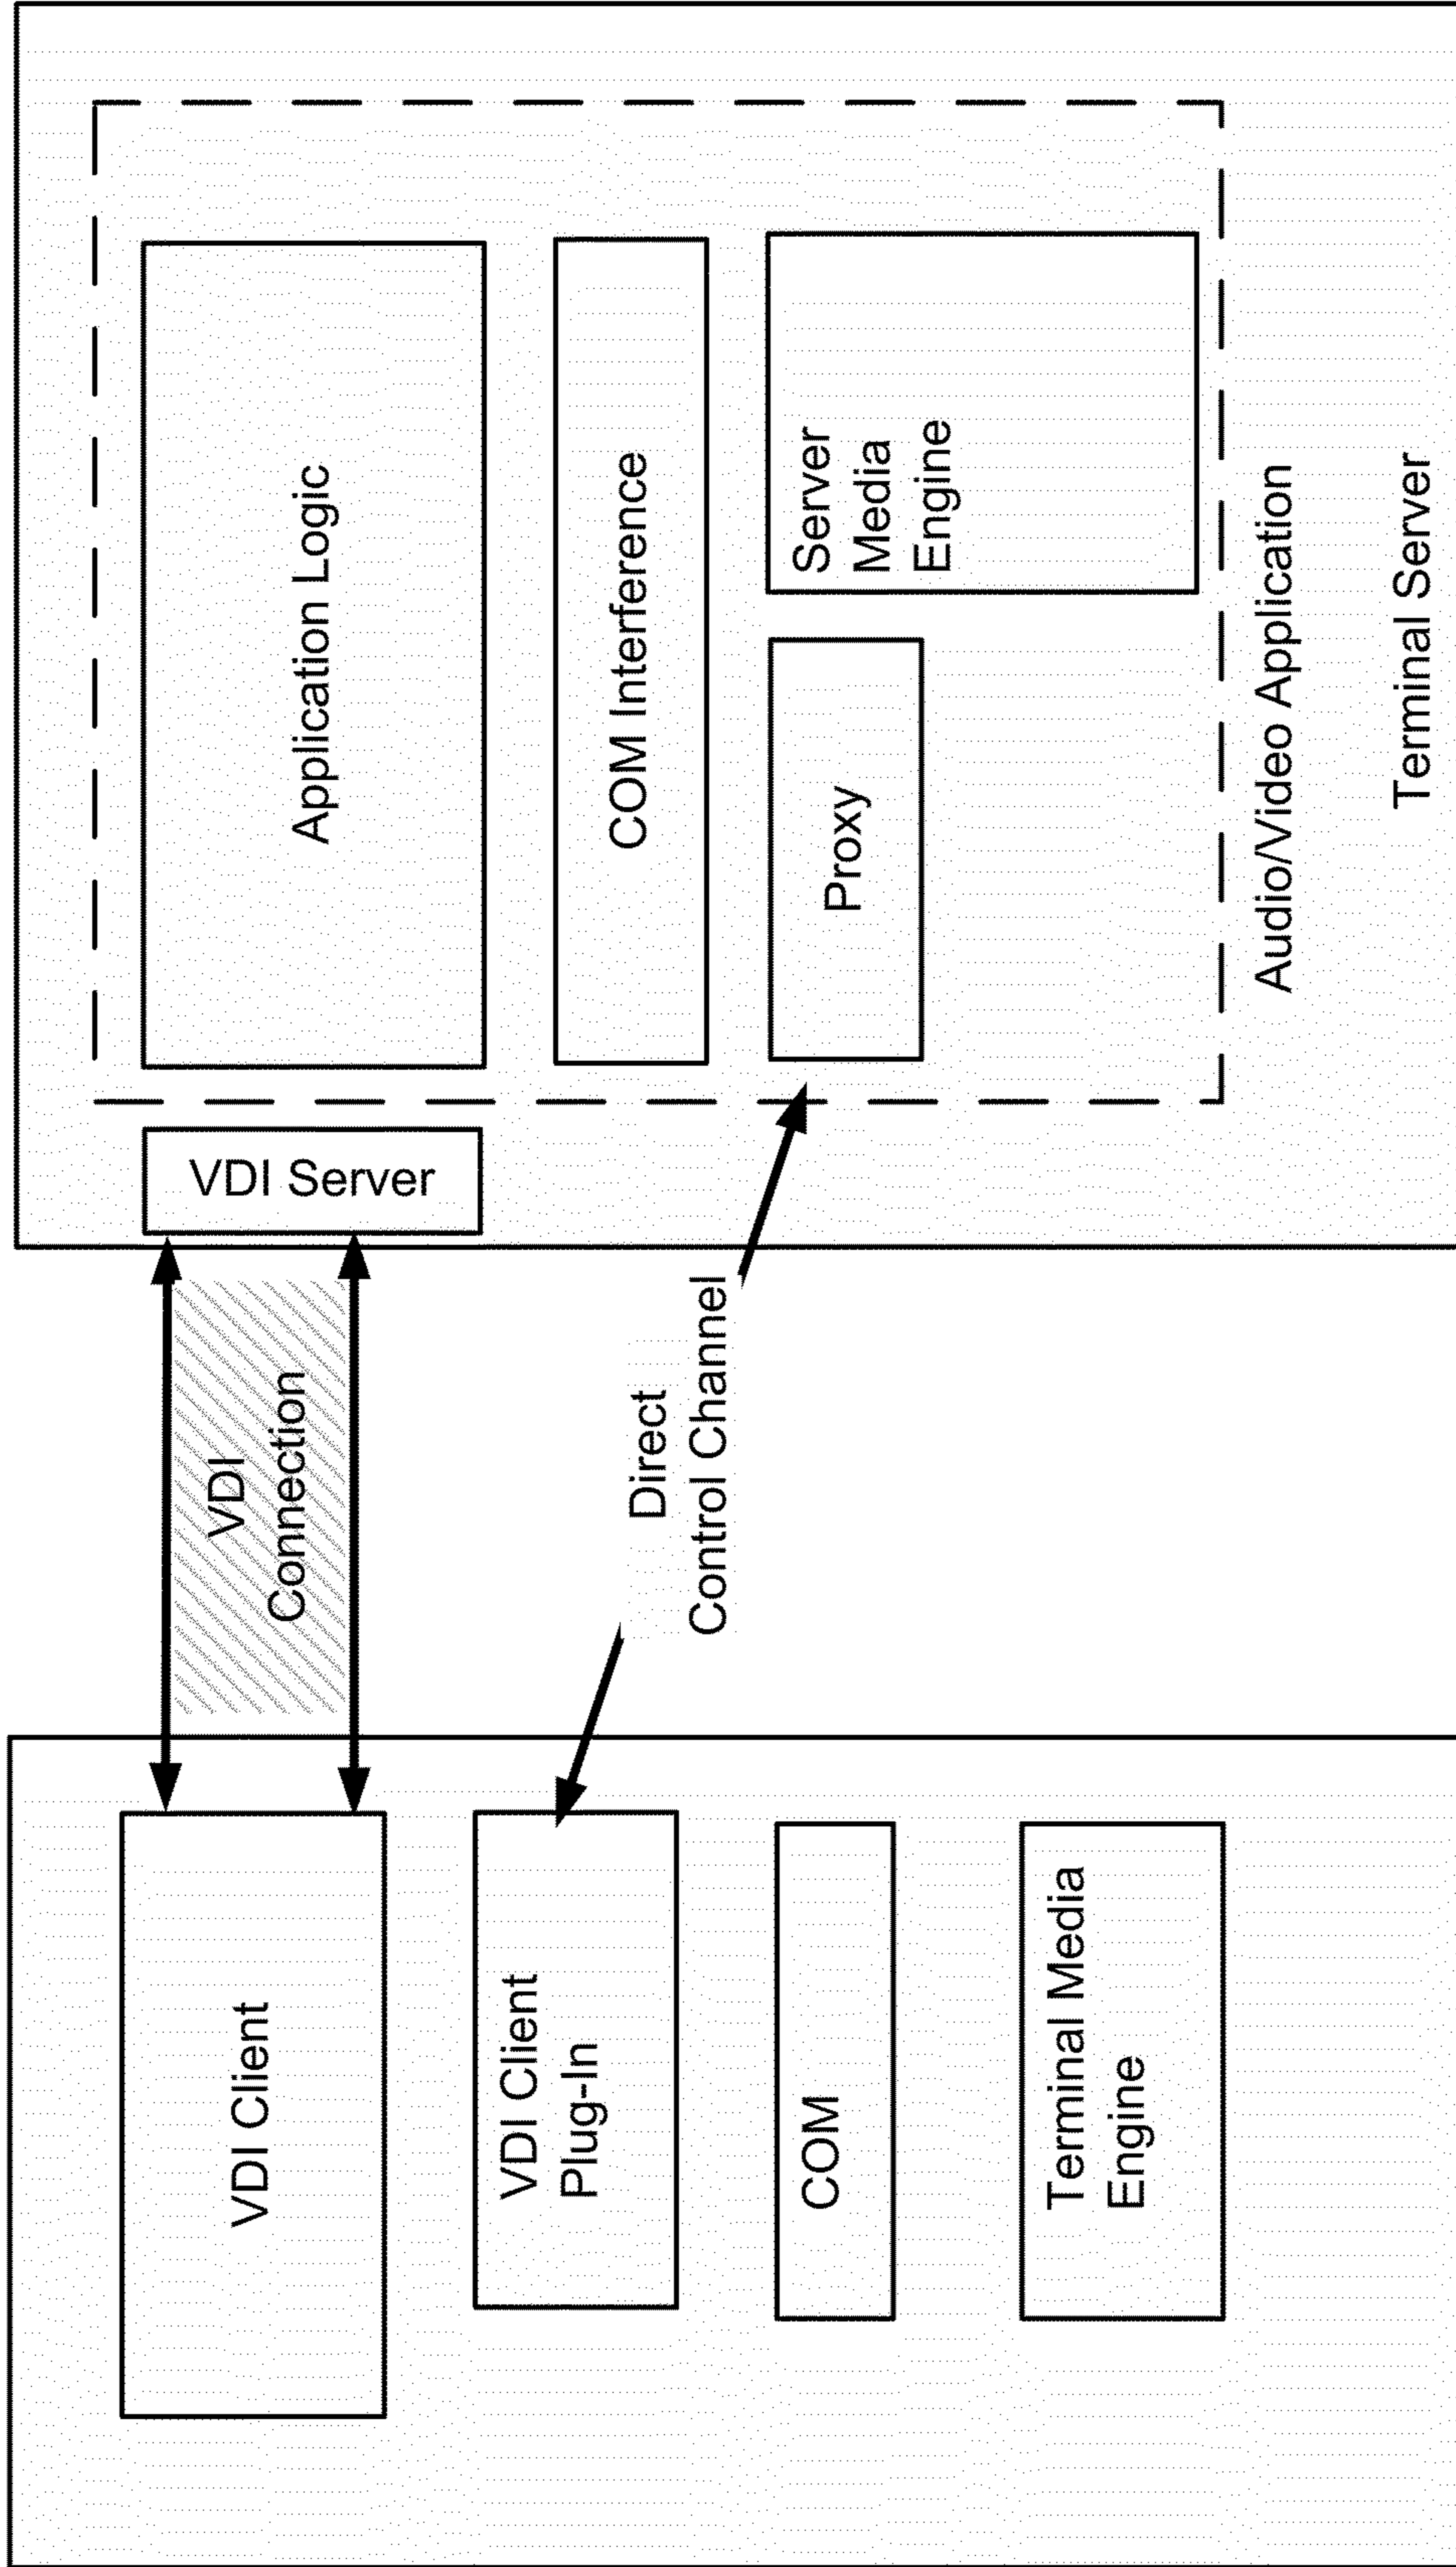 VDI Client
VDI Client
Plug-In
COM
Terminal Media
Engine
VDI
Connection
Direct
Control Channel
VDI Server
Application Logic
COM Interference
Proxy
Server
Media
Engine
Audio/Video Application
Terminal Server